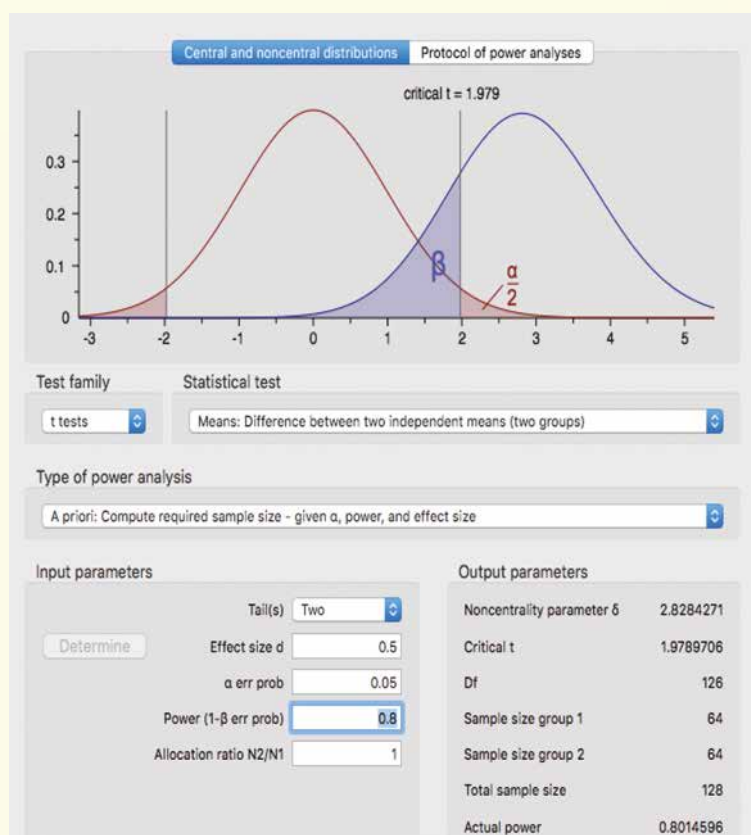 Central and noncentral distributions Protocol of power analyses
critical t = 1.979
0.3
0.2
0.1
0
β
α
2
-3 -2 -1 0 1 2 3 4 5
Test family Statistical test
t tests Means: Difference between two independent means (two groups)
Type of power analysis
A priori: Compute required sample size - given α, power, and effect size
Input parameters Output parameters
Tail(s) Two Noncentrality parameter δ 2.8284271
Determine Effect size d 0.5 Critical t 1.9789706
α err prob 0.05 Df 126
Power (1-β err prob) 0.8 Sample size group 1 64
Allocation ratio N2/N1 1 Sample size group 2 64
Total sample size 128
Actual power 0.8014596